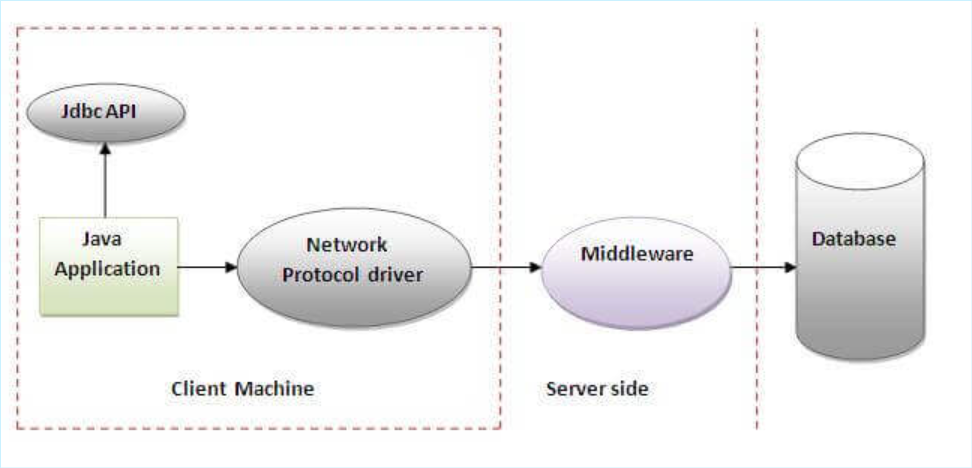 Jdbc API
Java
Application
Network
Protocol driver
Middleware
Database
Client Machine
Server side